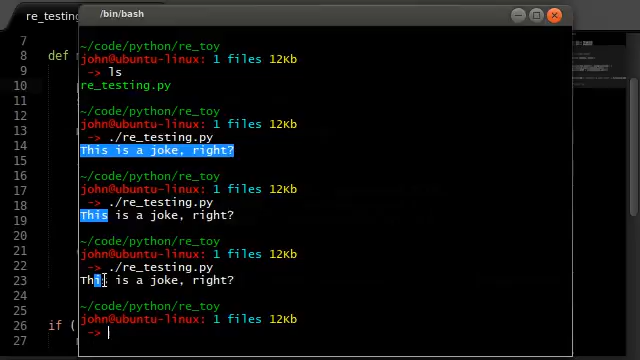 /bin/bash
re_testing
7
8 def
9
10
11
12
13
14
15
16
17
18
19
20
21
22
23
24
25
26 if (
27
~/code/python/re_toy
john@ubuntu-linux: 1 files 12Kb
-> ls
re_testing.py
~/code/python/re_toy
john@ubuntu-linux: 1 files 12Kb
-> ./re_testing.py
This is a joke, right?
~/code/python/re_toy
john@ubuntu-linux: 1 files 12Kb
-> ./re_testing.py
This is a joke, right?
~/code/python/re_toy
john@ubuntu-linux: 1 files 12Kb
-> ./re_testing.py
This is a joke, right?
~/code/python/re_toy
john@ubuntu-linux: 1 files 12Kb
->